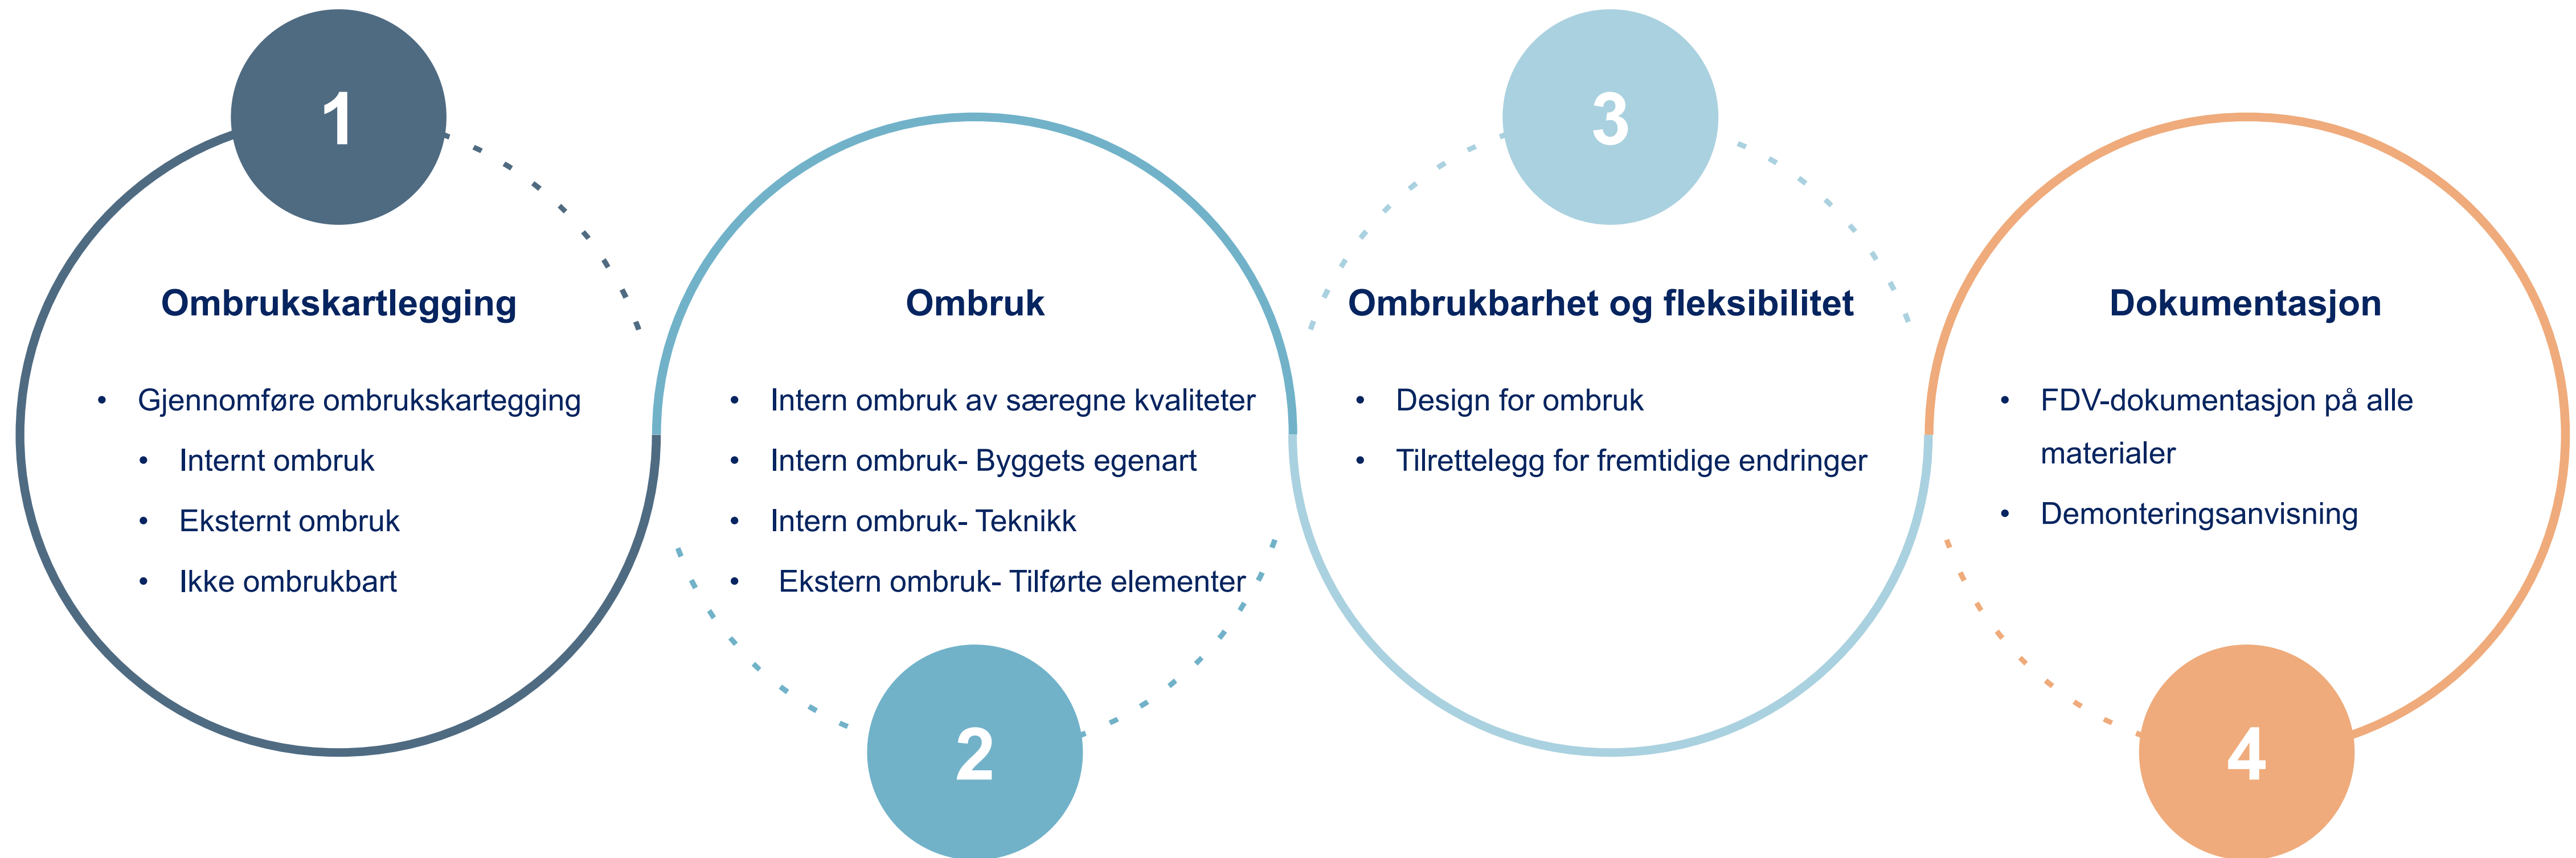 1
Ombrukskartlegging
• Gjennomføre ombrukskartegging
• Internt ombruk
• Eksternt ombruk
• Ikke ombrukbart
Ombruk
• Intern ombruk av særegne kvaliteter
• Intern ombruk- Byggets egenart
• Intern ombruk- Teknikk
• Ekstern ombruk- Tilførte elementer
2
3
Ombrukbarhet og fleksibilitet
• Design for ombruk
• Tilrettelegg for fremtidige endringer
Dokumentasjon
• FDV-dokumentasjon på alle
materialer
• Demonteringsanvisning
4